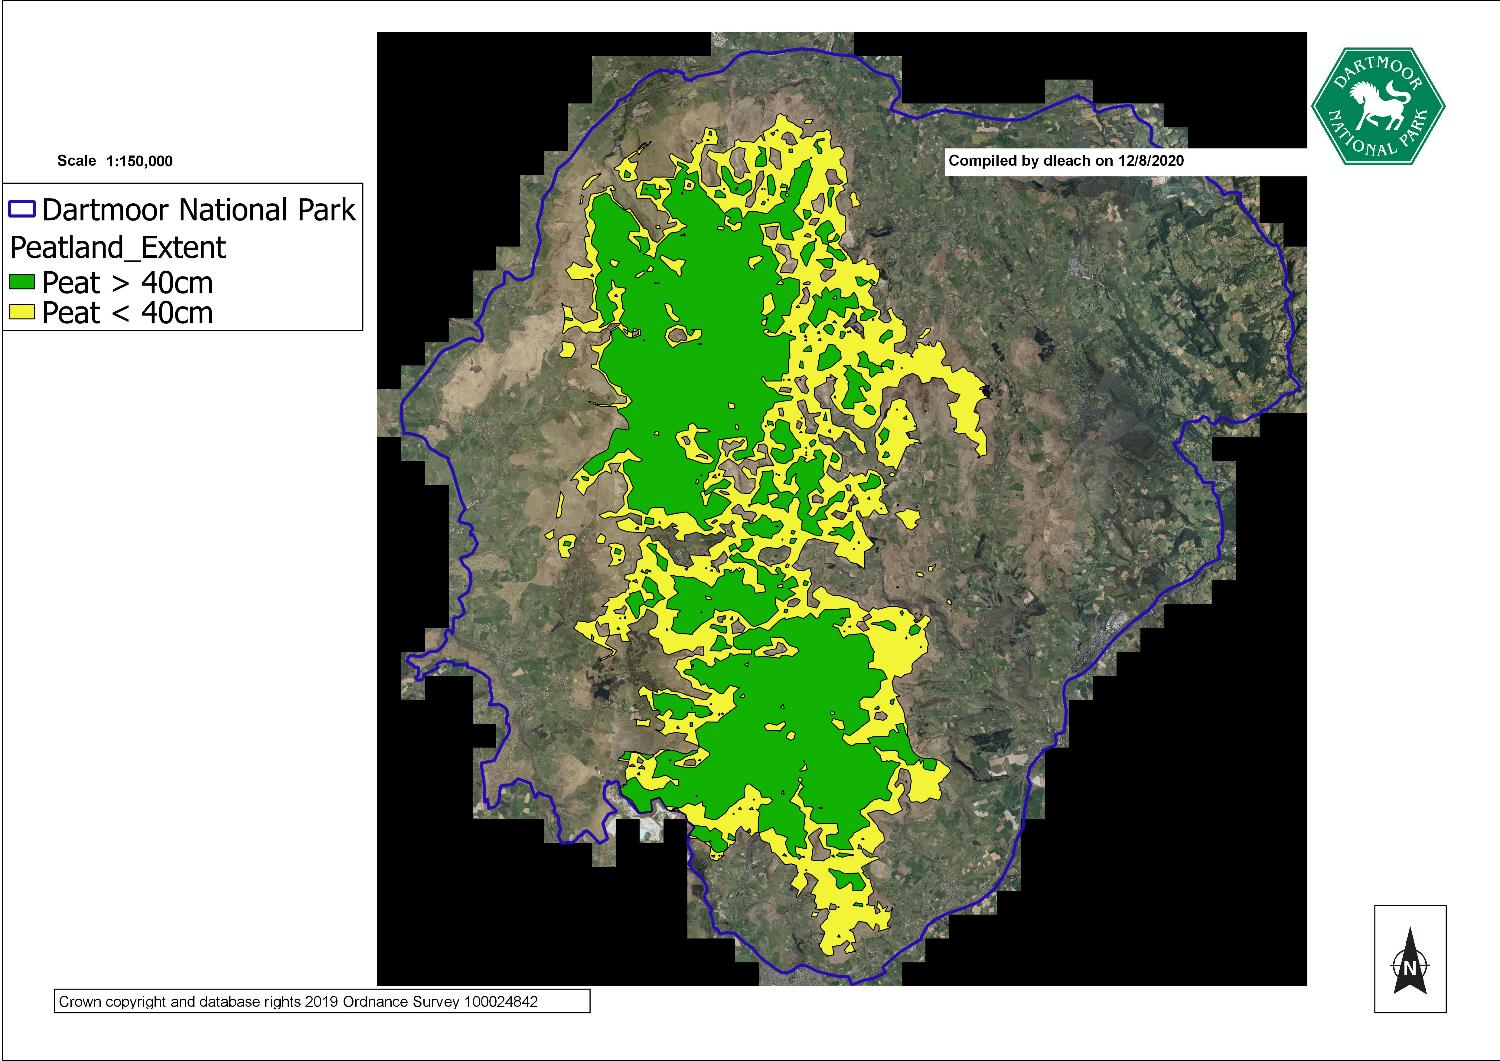 DARTMOOR
NATIONAL PARK
Compiled by dleach on 12/8/2020
Scale 1:150,000
Dartmoor National Park
Peatland_Extent
Peat > 40cm
Peat < 40cm
N
Crown copyright and database rights 2019 Ordnance Survey 100024842